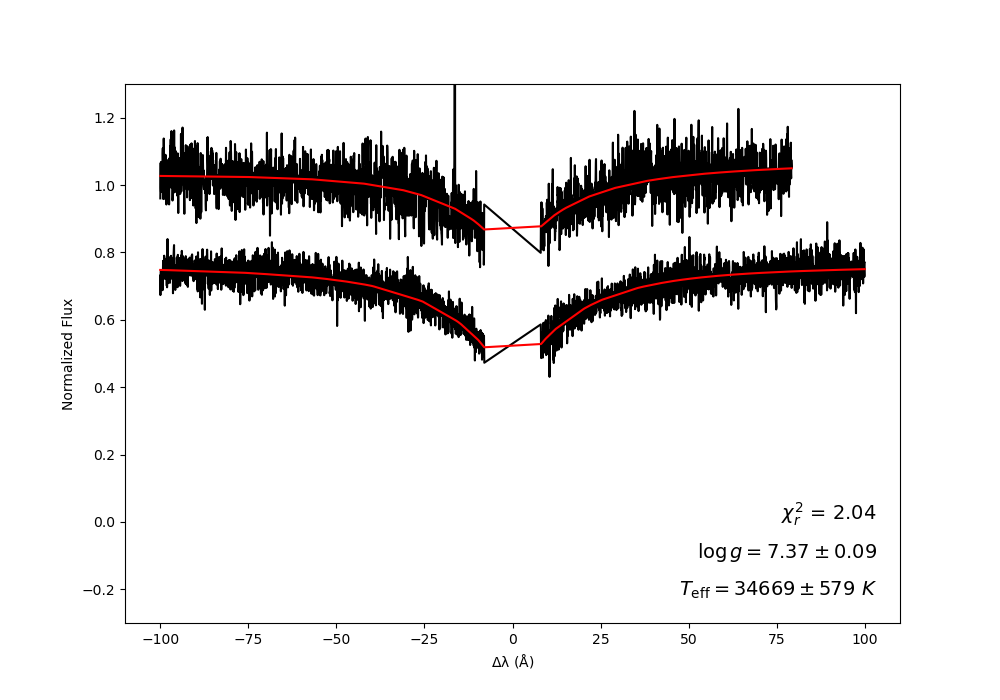 1.2
1.0
0.8
0.6
0.4
0.2
0.0
−0.2
Normalized Flux
χ²ᵣ = 2.04
log g = 7.37 ± 0.09
T_eff = 34669 ± 579 K
−100 −75 −50 −25 0 25 50 75 100
Δλ (Å)